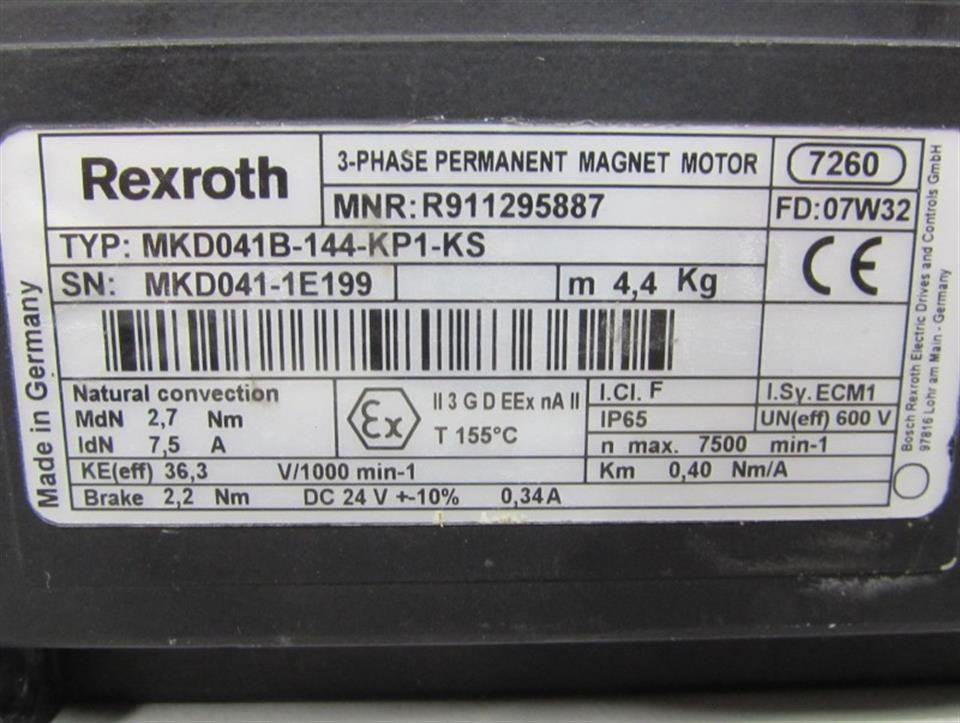 Rexroth
3-PHASE PERMANENT MAGNET MOTOR
7260
MNR: R911295887
FD:07W32
TYP: MKD041B-144-KP1-KS
CE
SN: MKD041-1E199
m 4,4 Kg
Natural convection
MdN 2,7 Nm
IdN 7,5 A
Ex
II 3 G D EEx nA II
T 155°C
I.Cl. F
I.Sy. ECM1
IP65
UN(eff) 600 V
n max. 7500 min-1
KE(eff) 36,3 V/1000 min-1
Km 0,40 Nm/A
Brake 2,2 Nm DC 24 V +-10% 0,34A
Made in Germany
Bosch Rexroth Electric Drives and Controls GmbH
97816 Lohr am Main - Germany